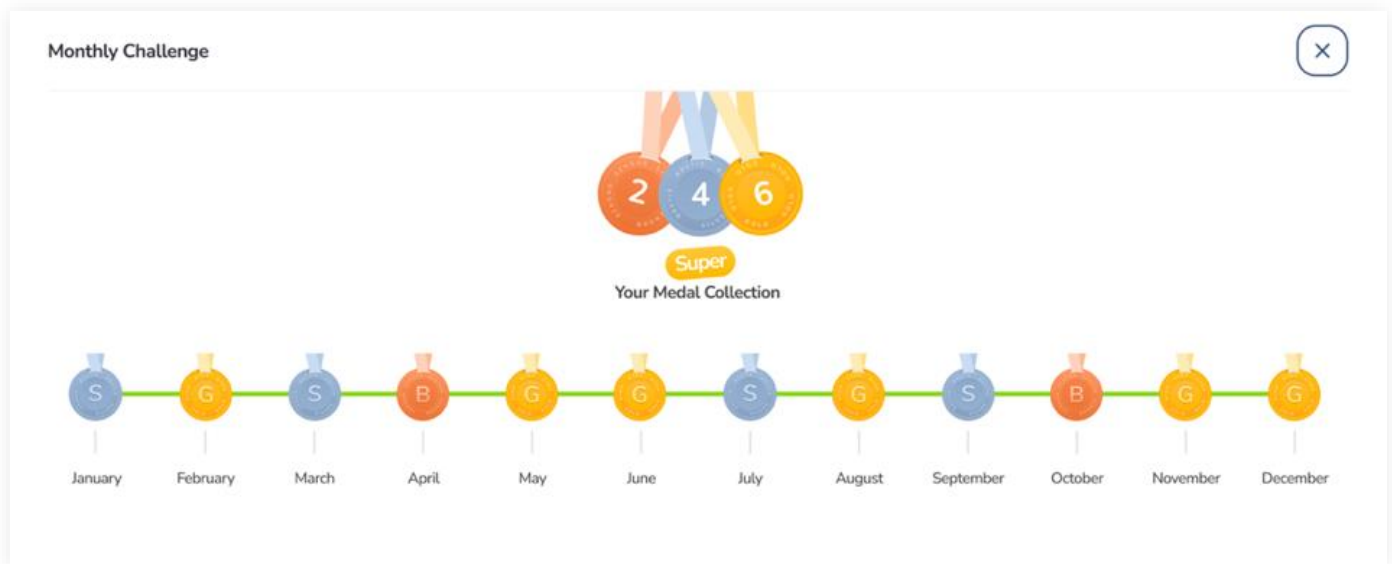 Monthly Challenge
2 4 6
Super
Your Medal Collection
S G S B G G S G S B G G
January February March April May June July August September October November December